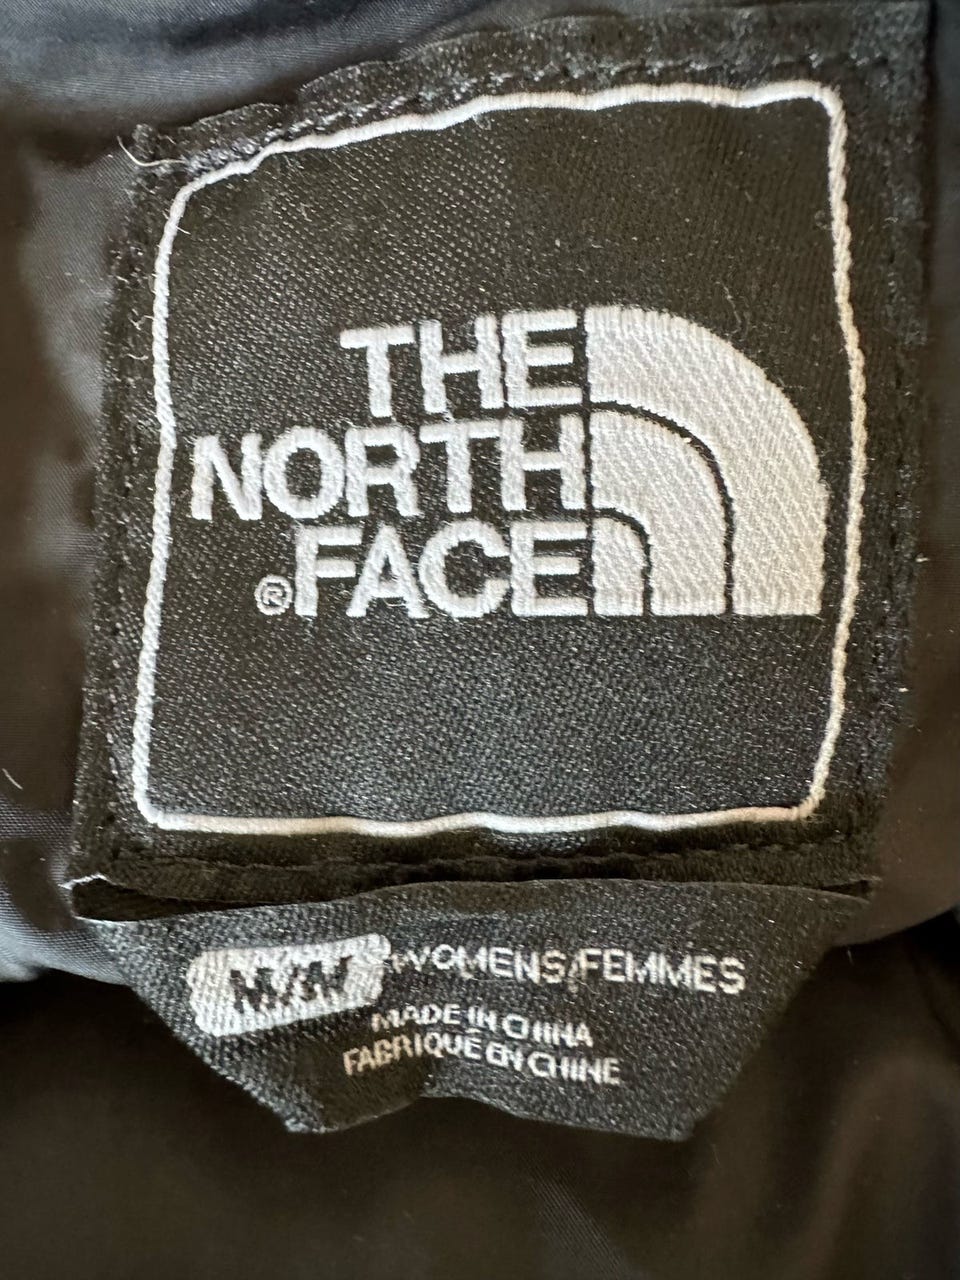 THE
NORTH
FACE
®
M/M WOMENS/FEMMES
MADE IN CHINA
FABRIQUÉ EN CHINE